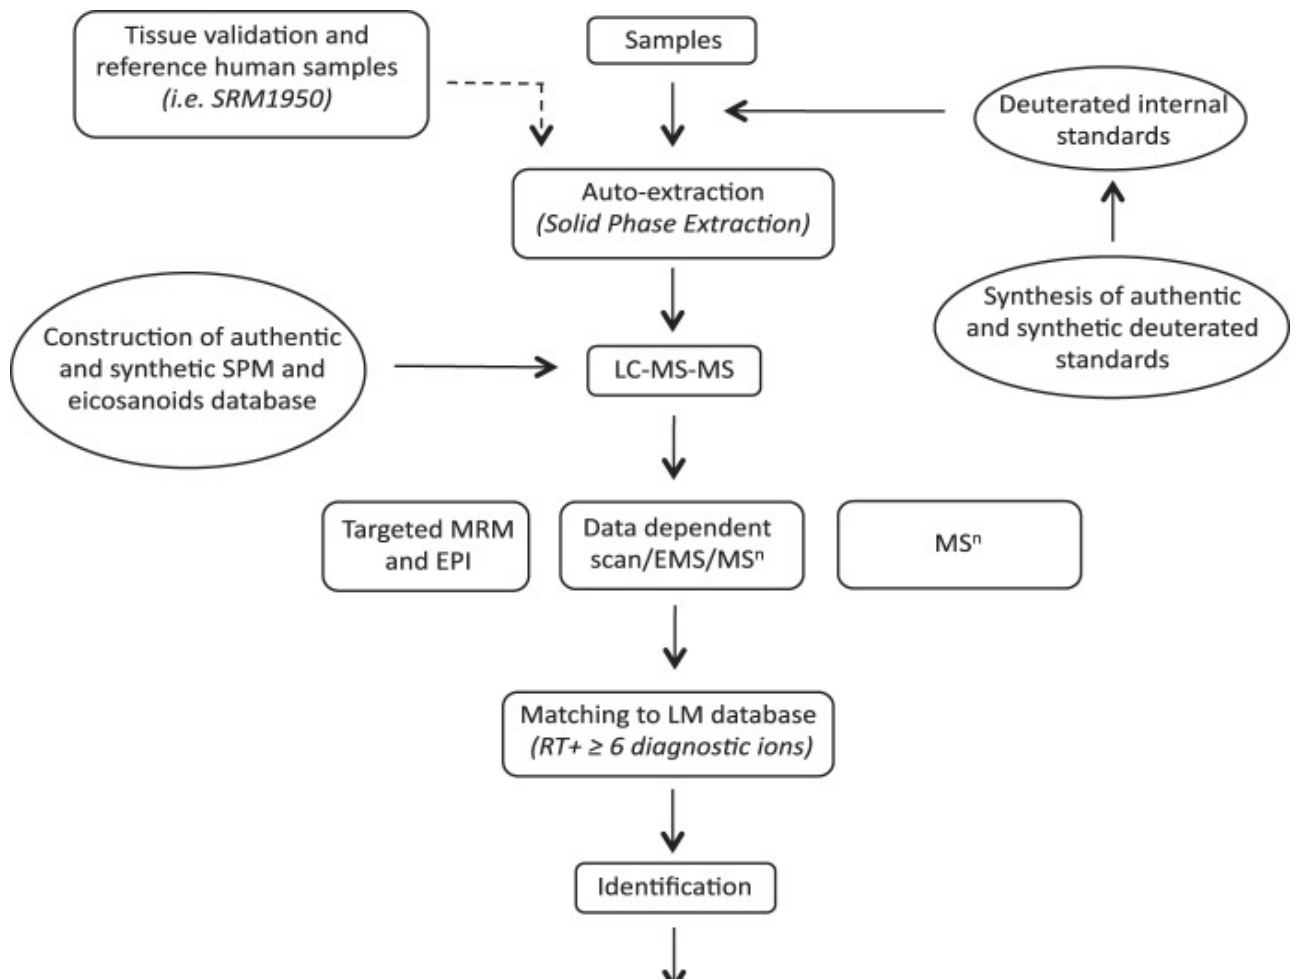 Tissue validation and
reference human samples
(i.e. SRM1950)
Samples
Deuterated internal
standards
Auto-extraction
(Solid Phase Extraction)
Synthesis of authentic
and synthetic deuterated
standards
Construction of authentic
and synthetic SPM and
eicosanoids database
LC-MS-MS
Targeted MRM
and EPI
Data dependent
scan/EMS/MSⁿ
MSⁿ
Matching to LM database
(RT+ ≥ 6 diagnostic ions)
Identification